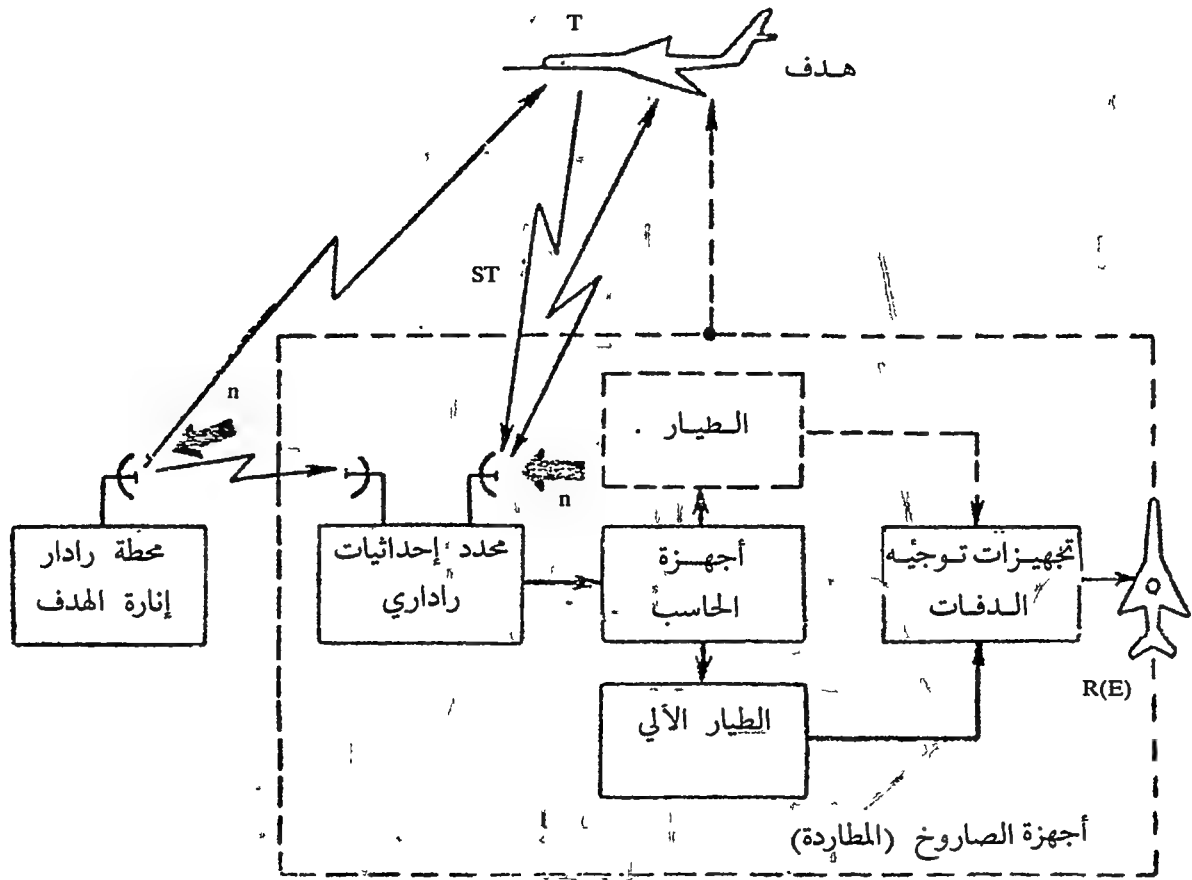 T
هدف
ST
n
الطيار
n
محطة رادار
إنارة الهدف
محدد إحداثيات
راداري
أجهزة
الحاسب
تجهيزات توجيه
الدفات
R(E)
الطيار الألي
أجهزة الصاروخ (المطاردة)